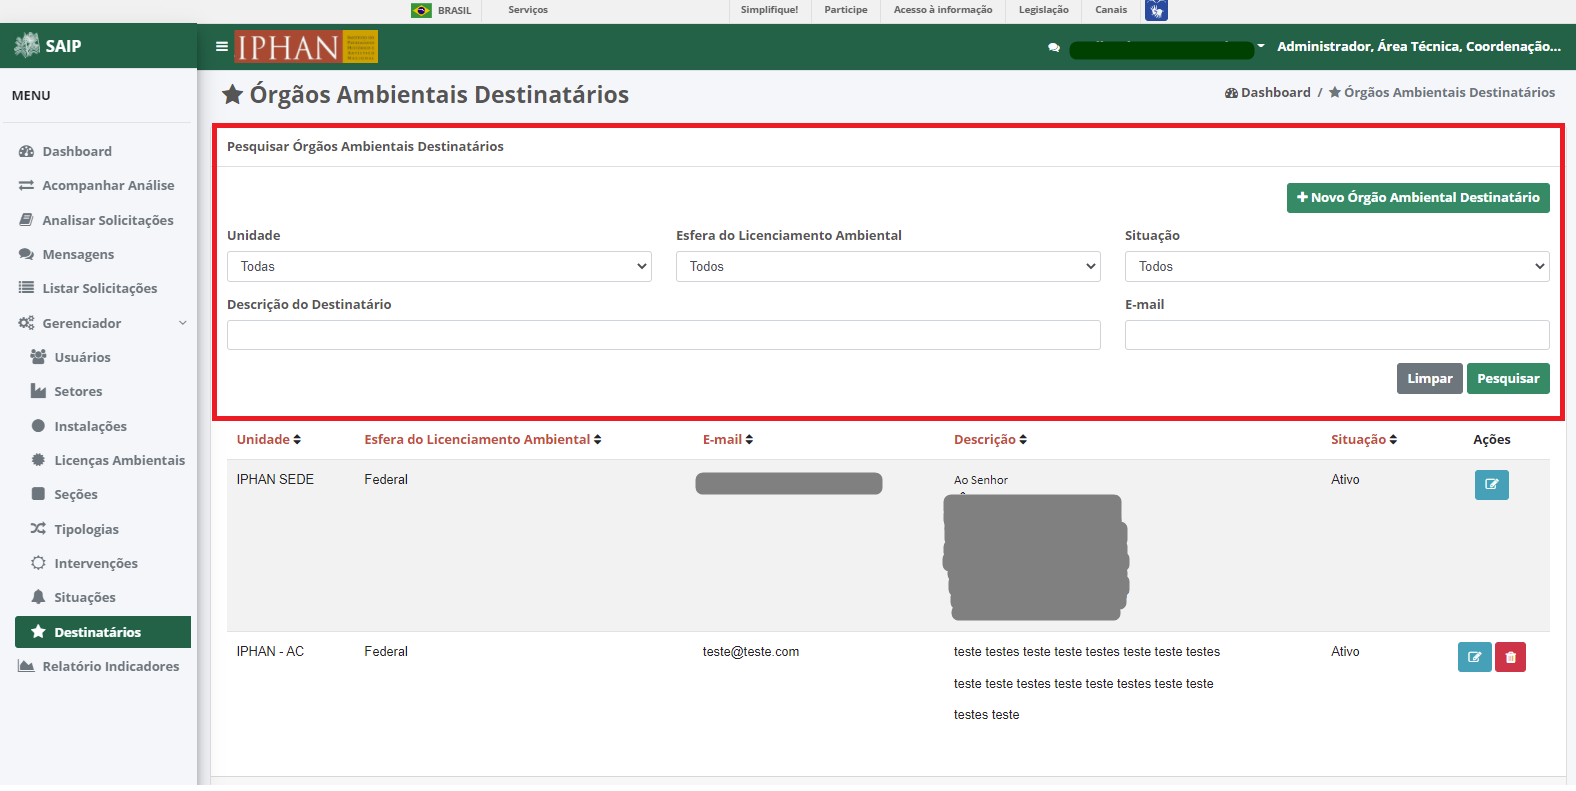 BRASIL Serviços Simplifique! Participe Acesso à informação Legislação Canais
SAIP
IPHAN
Administrador, Área Técnica, Coordenação...
MENU
Dashboard
Acompanhar Análise
Analisar Solicitações
Mensagens
Listar Solicitações
Gerenciador
Usuários
Setores
Instalações
Licenças Ambientais
Seções
Tipologias
Intervenções
Situações
Destinatários
Relatório Indicadores
Órgãos Ambientais Destinatários
Dashboard / Órgãos Ambientais Destinatários
Pesquisar Órgãos Ambientais Destinatários
+ Novo Órgão Ambiental Destinatário
Unidade Esfera do Licenciamento Ambiental Situação
Todas Todos Todos
Descrição do Destinatário E-mail
Limpar Pesquisar
Unidade Esfera do Licenciamento Ambiental E-mail Descrição Situação Ações
IPHAN SEDE Federal Ao Senhor Ativo
IPHAN - AC Federal teste@teste.com teste testes teste teste testes teste teste testes Ativo
teste teste testes teste teste testes teste teste
testes teste